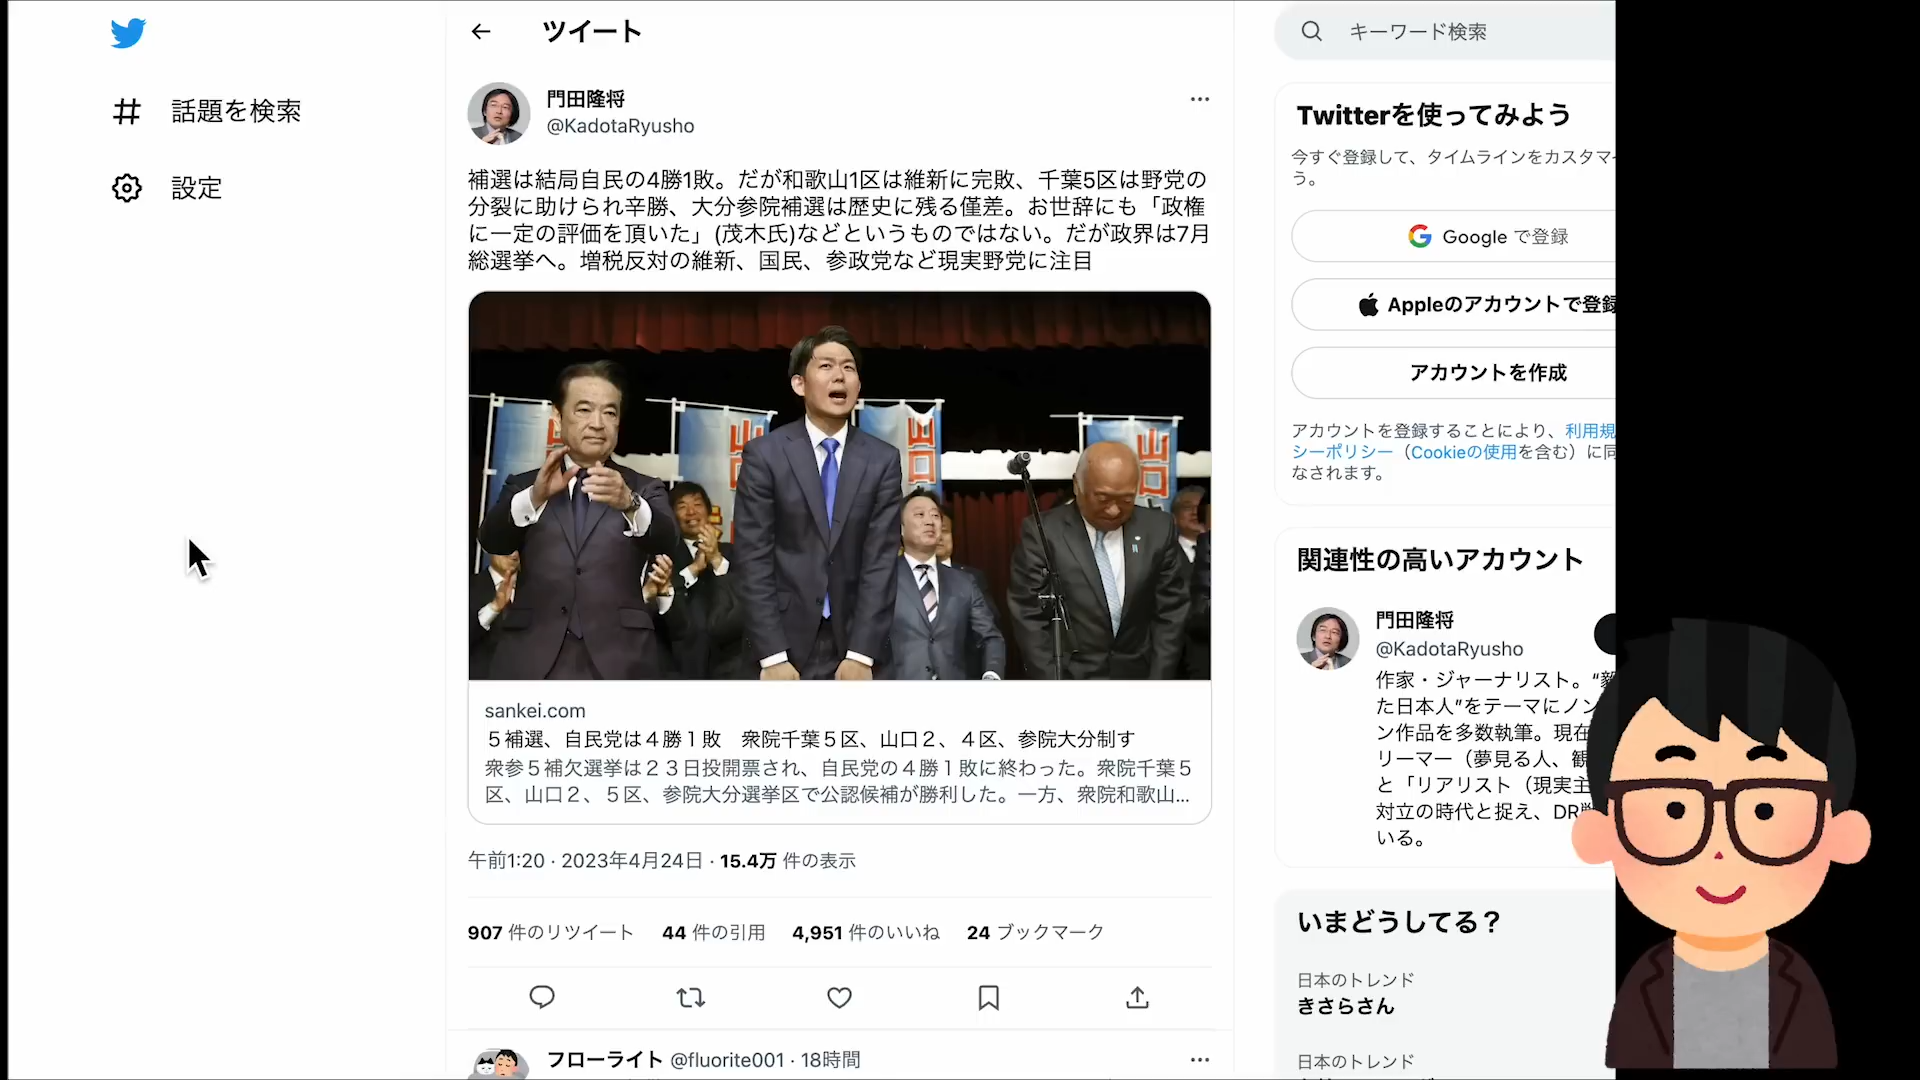 ツイート
キーワード検索
話題を検索
設定
門田隆将
@KadotaRyusho
補選は結局自民の4勝1敗。だが和歌山1区は維新に完敗、千葉5区は野党の
分裂に助けられ辛勝、大分参院補選は歴史に残る僅差。お世辞にも「政権
に一定の評価を頂いた」(茂木氏)などというものではない。だが政界は7月
総選挙へ。増税反対の維新、国民、参政党など現実野党に注目
山口
山口
sankei.com
５補選、自民党は４勝１敗　衆院千葉５区、山口２、４区、参院大分制す
衆参５補欠選挙は２３日投開票され、自民党の４勝１敗に終わった。衆院千葉５
区、山口２、５区、参院大分選挙区で公認候補が勝利した。一方、衆院和歌山...
午前1:20 · 2023年4月24日 · 15.4万 件の表示
907 件のリツイート 44 件の引用 4,951 件のいいね 24 ブックマーク
フローライト @fluorite001 · 18時間
Twitterを使ってみよう
今すぐ登録して、タイムラインをカスタマ
う。
Google で登録
Appleのアカウントで登録
アカウントを作成
アカウントを登録することにより、利用規
シーポリシー（Cookieの使用を含む）に同
なされます。
関連性の高いアカウント
門田隆将
@KadotaRyusho
作家・ジャーナリスト。“毅
た日本人”をテーマにノン
ン作品を多数執筆。現在
リーマー（夢見る人、観
と「リアリスト（現実主
対立の時代と捉え、DR
いる。
いまどうしてる？
日本のトレンド
きさらさん
日本のトレンド